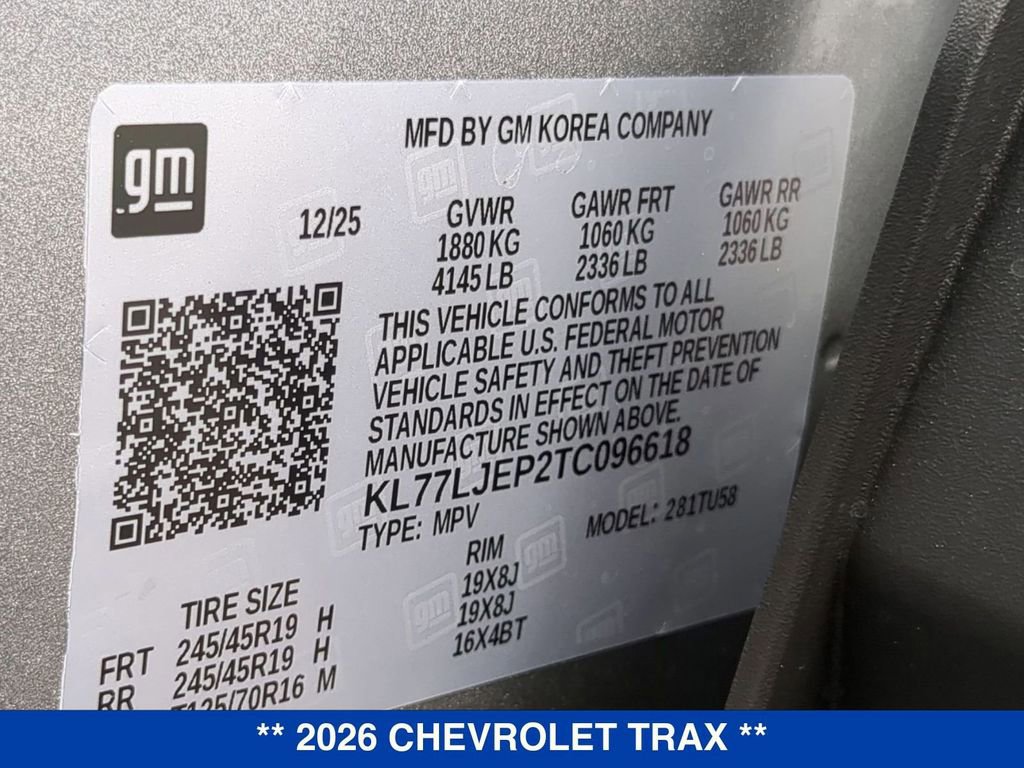 gm
MFD BY GM KOREA COMPANY
12/25
GVWR
1880 KG
4145 LB
GAWR FRT
1060 KG
2336 LB
GAWR RR
1060 KG
2336 LB
THIS VEHICLE CONFORMS TO ALL
APPLICABLE U.S. FEDERAL MOTOR
VEHICLE SAFETY AND THEFT PREVENTION
STANDARDS IN EFFECT ON THE DATE OF
MANUFACTURE SHOWN ABOVE.
KL77LJEP2TC096618
TYPE: MPV
MODEL: 281TU58
TIRE SIZE
RIM
FRT 245/45R19 H 19X8J
RR 245/45R19 H 19X8J
T125/70R16 M 16X4BT
** 2026 CHEVROLET TRAX **